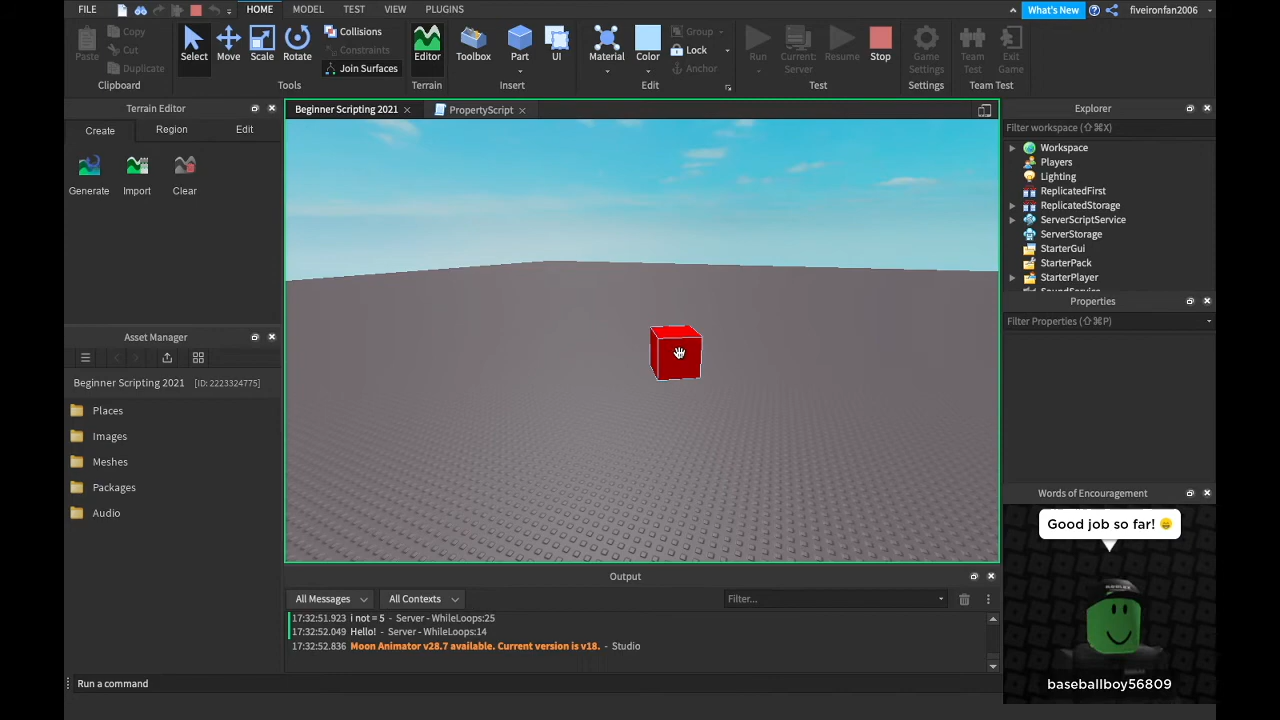 FILE HOME MODEL TEST VIEW PLUGINS What's New fiveironfan2006
Paste Copy Cut Duplicate Select Move Scale Rotate Collisions Constraints Join Surfaces Editor Toolbox Part UI Material Color Group Lock Anchor Run Current: Server Resume Stop Game Settings Team Test Exit Game
Clipboard Tools Terrain Insert Edit Test Settings Team Test
Terrain Editor
Create Region Edit
Generate Import Clear
Asset Manager
Beginner Scripting 2021 [ID: 2223324775]
Places
Images
Meshes
Packages
Audio
Beginner Scripting 2021 PropertyScript
Output
All Messages All Contexts Filter...
17:32:51.923 i not = 5 - Server - WhileLoops:25
17:32:52.049 Hello! - Server - WhileLoops:14
17:32:52.836 Moon Animator v28.7 available. Current version is v18. - Studio
Run a command
Explorer
Filter workspace (⇧⌘X)
Workspace
Players
Lighting
ReplicatedFirst
ReplicatedStorage
ServerScriptService
ServerStorage
StarterGui
StarterPack
StarterPlayer
SoundService
Properties
Filter Properties (⇧⌘P)
Words of Encouragement
Good job so far! 
baseballboy56809